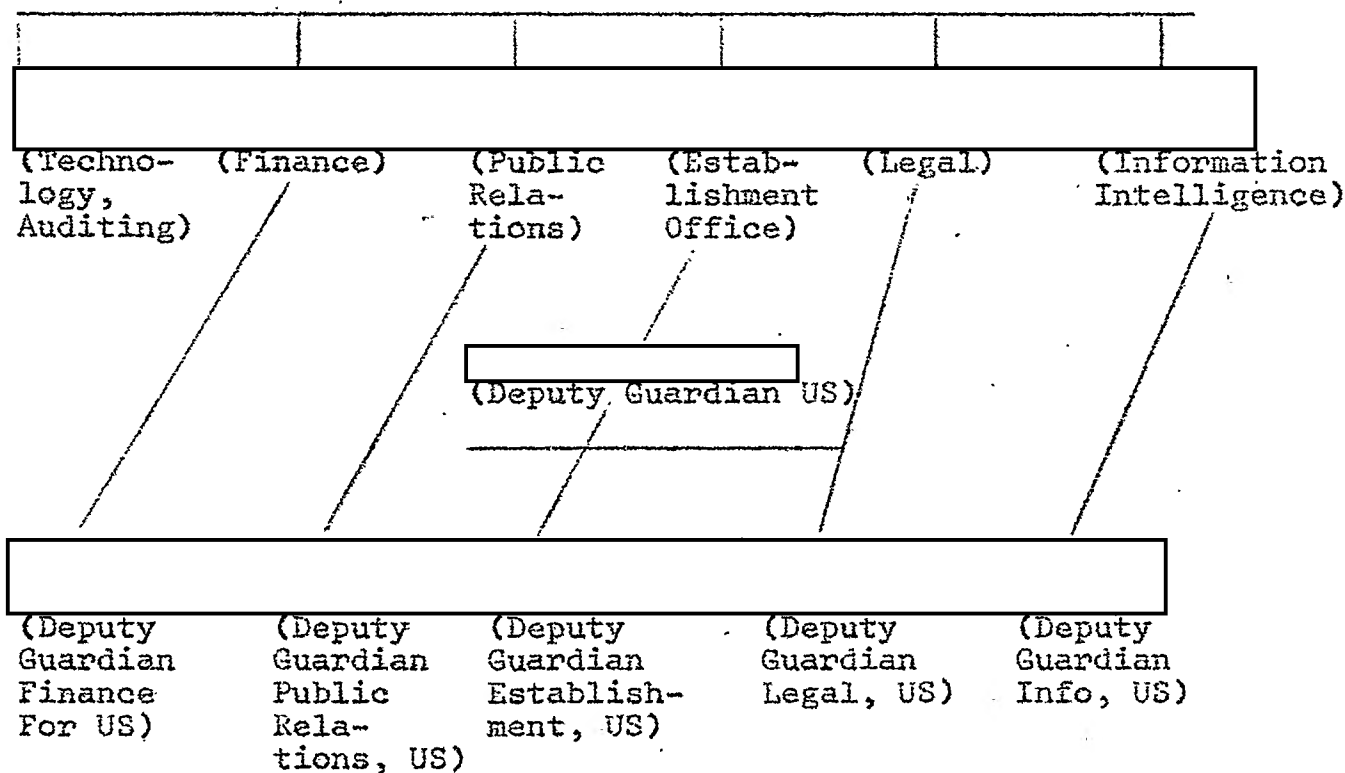 (Techno-
logy,
Auditing)
(Finance)
(Public
Rela-
tions)
(Estab-
lishment
Office)
(Legal)
(Information
Intelligence)
(Deputy Guardian US)
(Deputy
Guardian
Finance
For US)
(Deputy
Guardian
Public
Rela-
tions, US)
(Deputy
Guardian
Establish-
ment, US)
(Deputy
Guardian
Legal, US)
(Deputy
Guardian
Info, US)